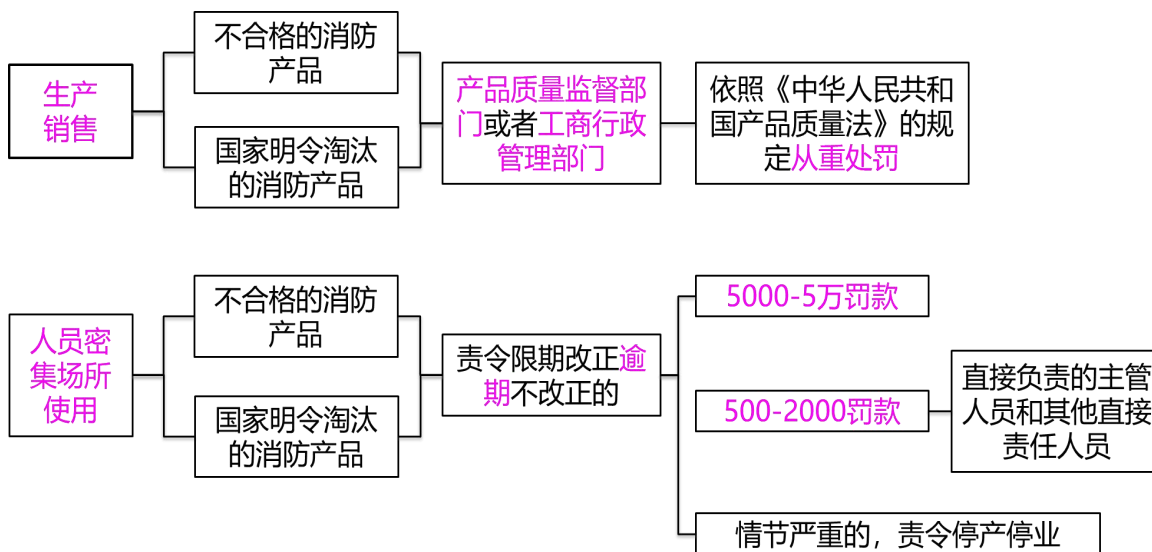 生产
销售
不合格的消防
产品
国家明令淘汰
的消防产品
产品质量监督部
门或者工商行政
管理部门
依照《中华人民共和
国产品质量法》的规
定从重处罚
人员密
集场所
使用
不合格的消防
产品
国家明令淘汰
的消防产品
责令限期改正逾
期不改正的
5000-5万罚款
500-2000罚款
直接负责的主管
人员和其他直接
责任人员
情节严重的，责令停产停业